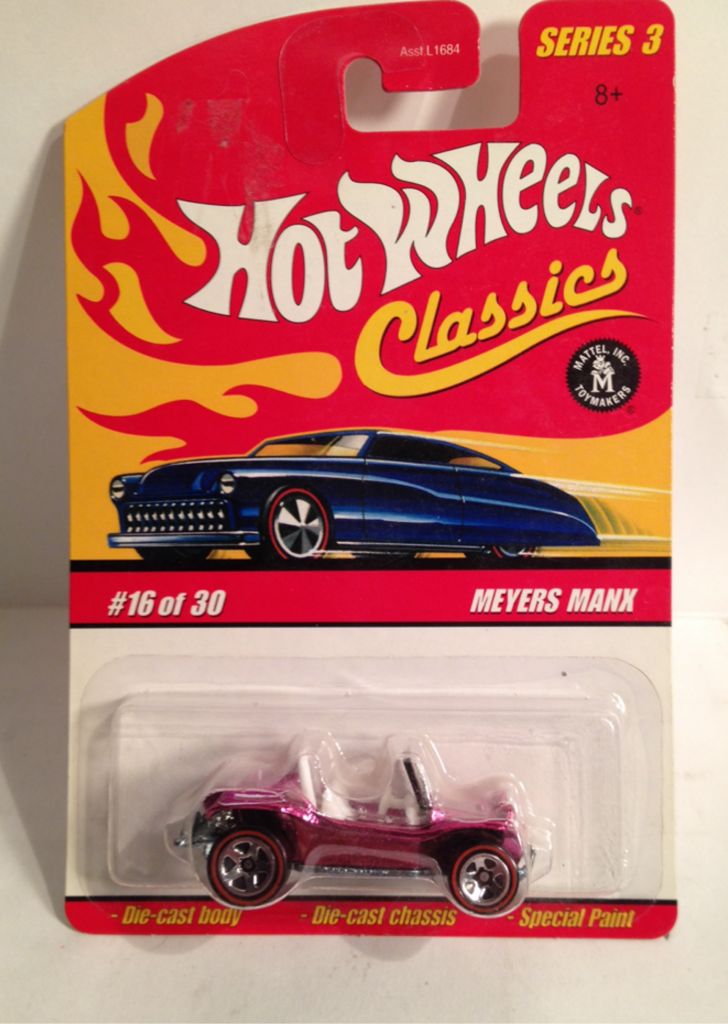 Asst.L1684
SERIES 3
8+
HOT WHEELS®
Classics
MATTEL, INC.
M
TOYMAKERS
©
#16 of 30
MEYERS MANX
- Die-cast body - Die-cast chassis - Special Paint